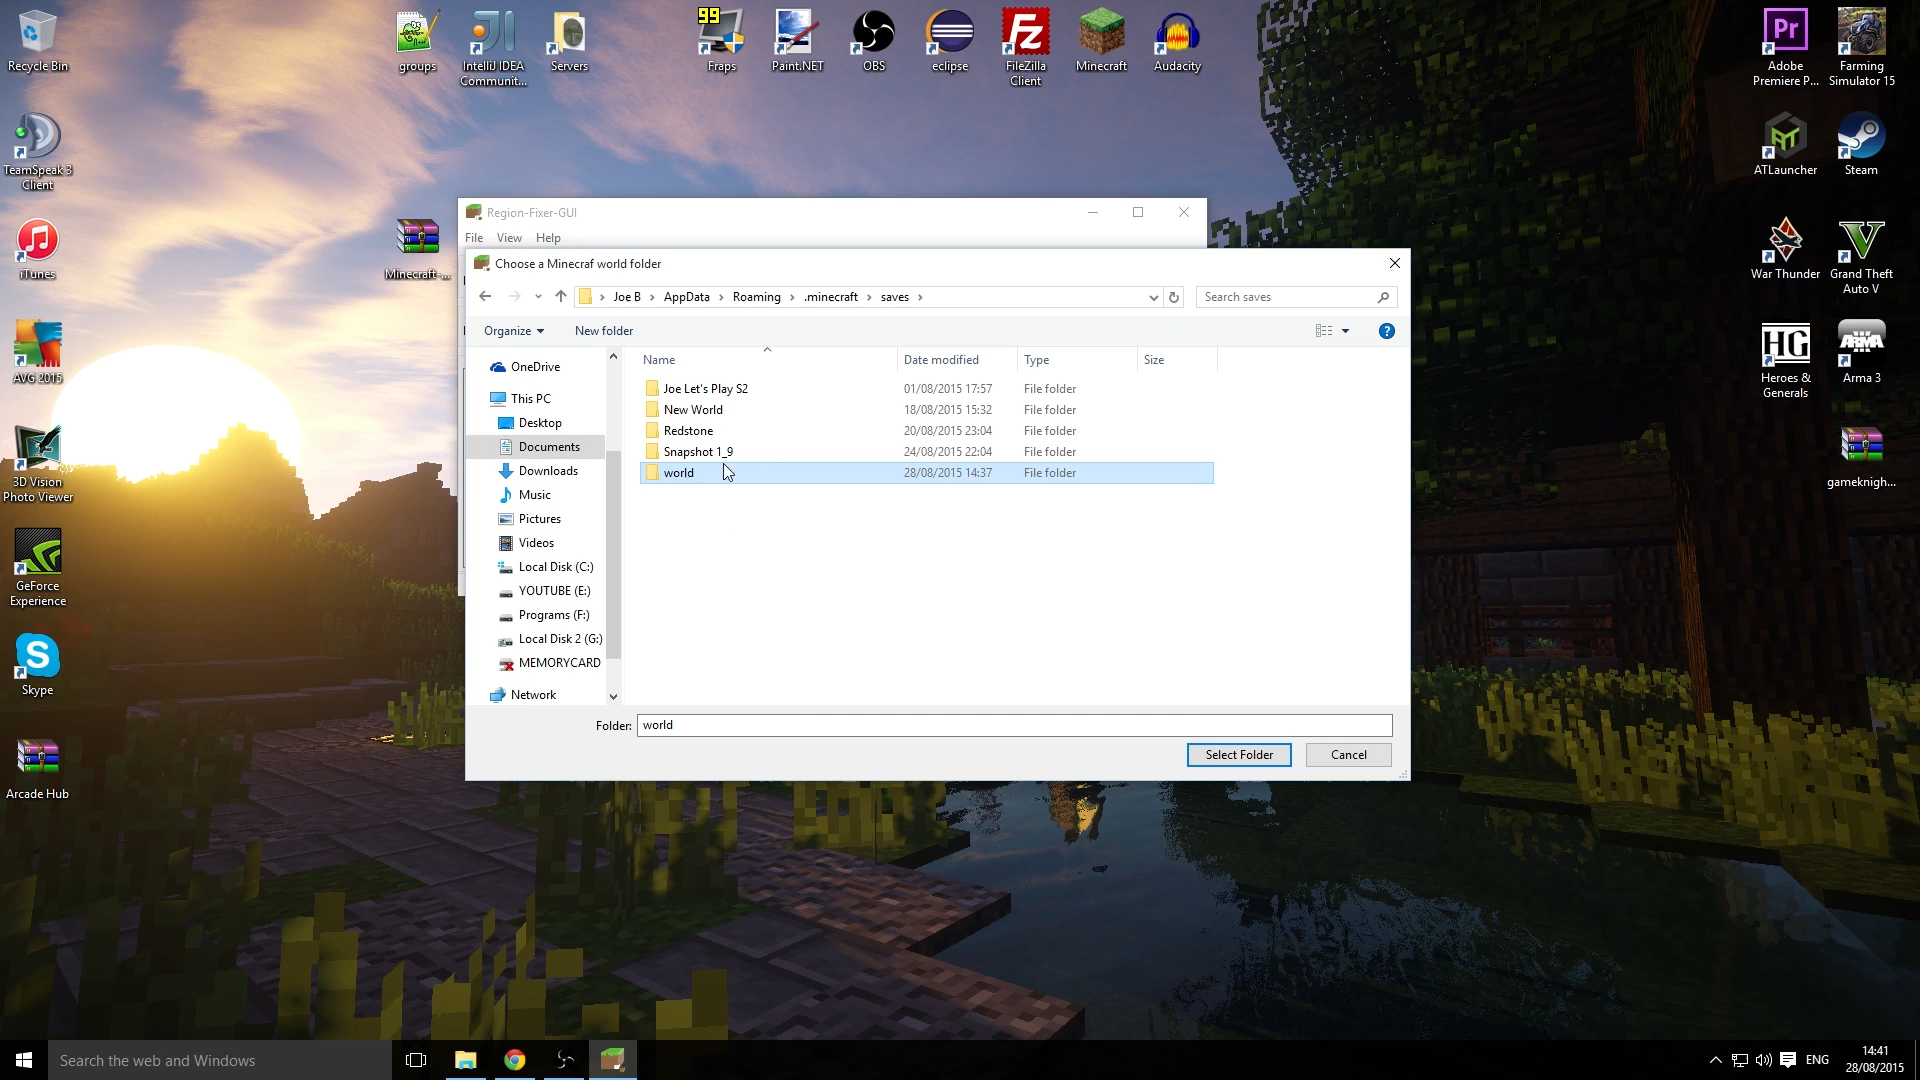 Recycle Bin
groups
IntelliJ IDEA
Communit...
Servers
99
Fraps
Paint.NET
OBS
eclipse
Fz
FileZilla
Client
Minecraft
Audacity
Pr
Adobe
Premiere P...
Farming
Simulator 15
TeamSpeak 3
Client
ATLauncher
Steam
iTunes
Minecraft-...
War Thunder
V
Grand Theft
Auto V
AVG 2015
HG
Heroes &
Generals
ARMA
Arma 3
3D Vision
Photo Viewer
gameknigh...
GeForce
Experience
S
Skype
Arcade Hub
Region-Fixer-GUI
File View Help
Choose a Minecraf world folder
Joe B > AppData > Roaming > .minecraft > saves >
Search saves
Organize
New folder
?
Name Date modified Type Size
OneDrive
This PC
Desktop
Documents
Downloads
Music
Pictures
Videos
Local Disk (C:)
YOUTUBE (E:)
Programs (F:)
Local Disk 2 (G:)
MEMORYCARD
Network
Joe Let's Play S2 01/08/2015 17:57 File folder
New World 18/08/2015 15:32 File folder
Redstone 20/08/2015 23:04 File folder
Snapshot 1_9 24/08/2015 22:04 File folder
world 28/08/2015 14:37 File folder
Folder: world
Select Folder
Cancel
Search the web and Windows
ENG
14:41
28/08/2015